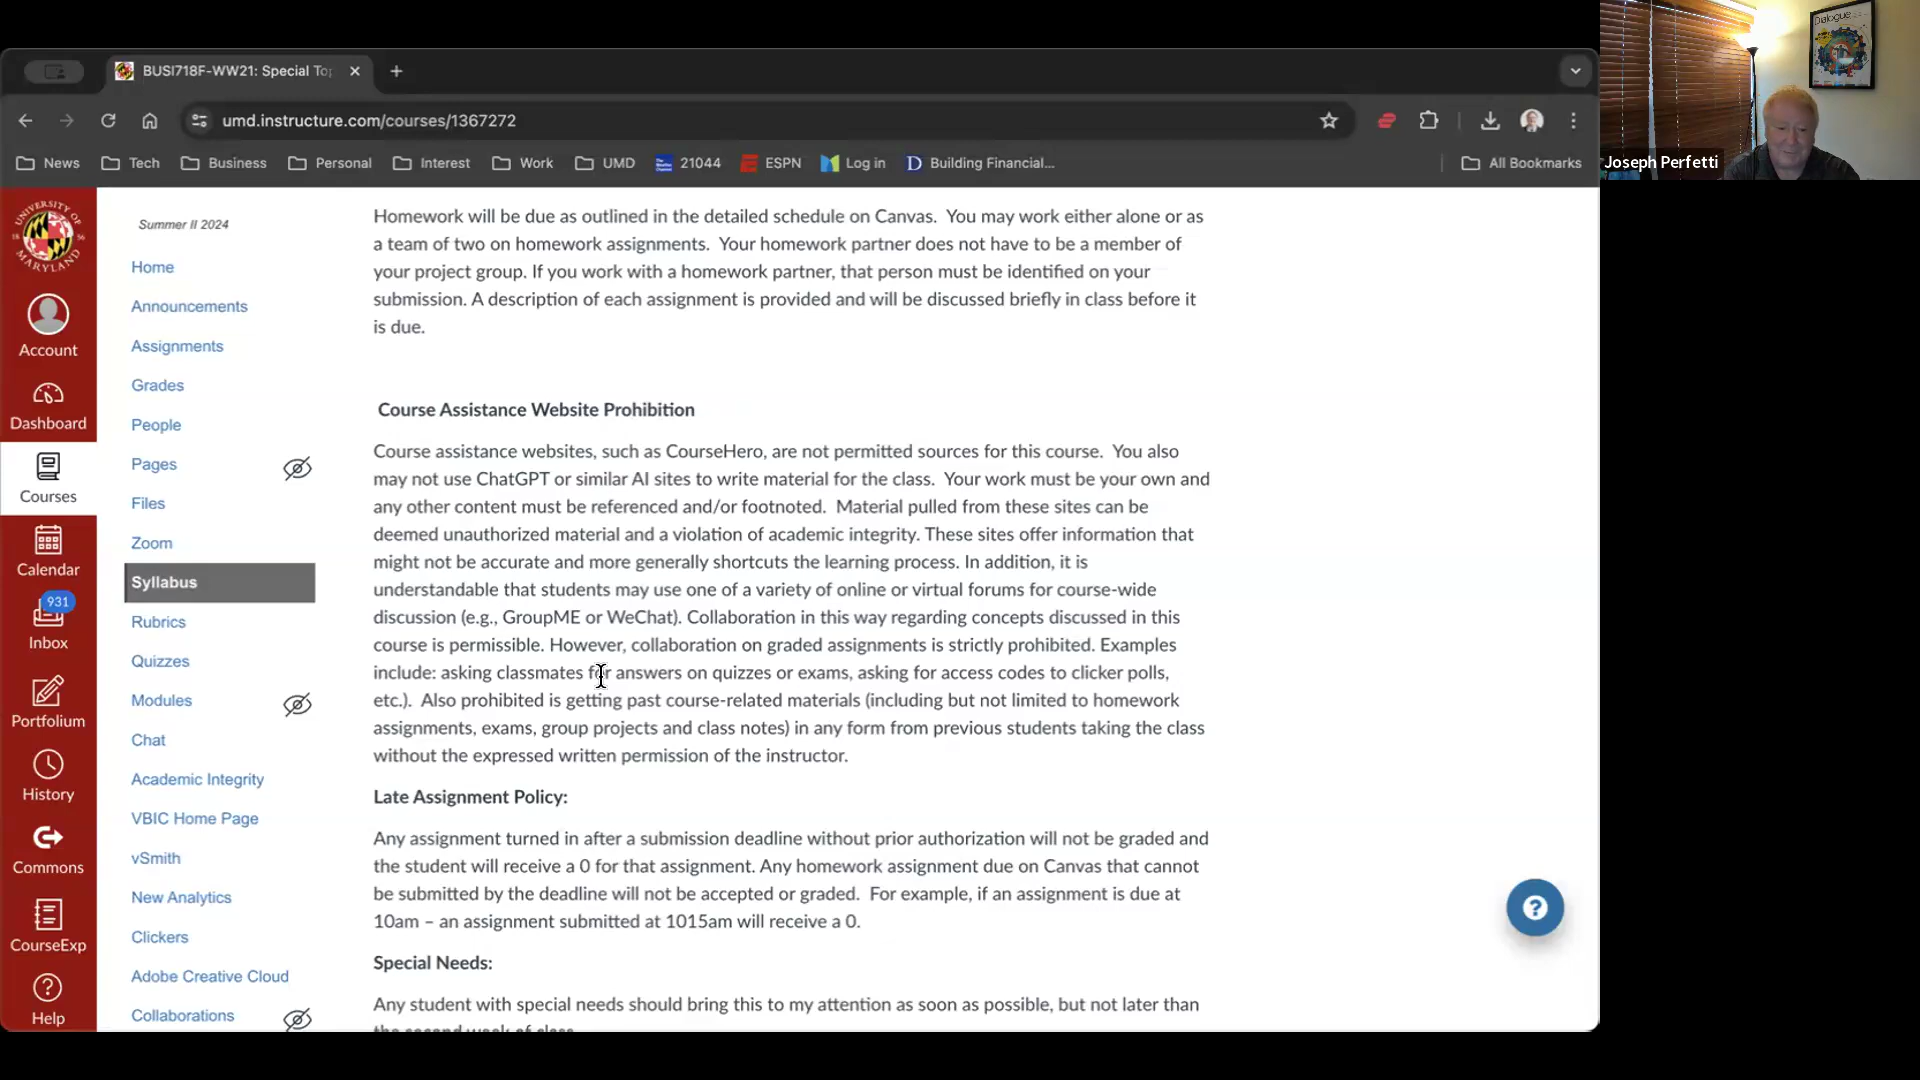 BUSI718F-WW21: Special To
umd.instructure.com/courses/1367272
News
Tech
Business
Personal
Interest
Work
UMD
21044
ESPN
Log in
Building Financial...
All Bookmarks
Joseph Perfetti
Dialogue
UNIVERSITY OF
MARYLAND
18 56
Account
Dashboard
Courses
Calendar
931
Inbox
Portfolium
History
Commons
CourseExp
Help
Summer II 2024
Home
Announcements
Assignments
Grades
People
Pages
Files
Zoom
Syllabus
Rubrics
Quizzes
Modules
Chat
Academic Integrity
VBIC Home Page
vSmith
New Analytics
Clickers
Adobe Creative Cloud
Collaborations
Homework will be due as outlined in the detailed schedule on Canvas. You may work either alone or as
a team of two on homework assignments. Your homework partner does not have to be a member of
your project group. If you work with a homework partner, that person must be identified on your
submission. A description of each assignment is provided and will be discussed briefly in class before it
is due.
Course Assistance Website Prohibition
Course assistance websites, such as CourseHero, are not permitted sources for this course. You also
may not use ChatGPT or similar AI sites to write material for the class. Your work must be your own and
any other content must be referenced and/or footnoted. Material pulled from these sites can be
deemed unauthorized material and a violation of academic integrity. These sites offer information that
might not be accurate and more generally shortcuts the learning process. In addition, it is
understandable that students may use one of a variety of online or virtual forums for course-wide
discussion (e.g., GroupME or WeChat). Collaboration in this way regarding concepts discussed in this
course is permissible. However, collaboration on graded assignments is strictly prohibited. Examples
include: asking classmates for answers on quizzes or exams, asking for access codes to clicker polls,
etc.). Also prohibited is getting past course-related materials (including but not limited to homework
assignments, exams, group projects and class notes) in any form from previous students taking the class
without the expressed written permission of the instructor.
Late Assignment Policy:
Any assignment turned in after a submission deadline without prior authorization will not be graded and
the student will receive a 0 for that assignment. Any homework assignment due on Canvas that cannot
be submitted by the deadline will not be accepted or graded. For example, if an assignment is due at
10am – an assignment submitted at 1015am will receive a 0.
Special Needs:
Any student with special needs should bring this to my attention as soon as possible, but not later than
the second week of class